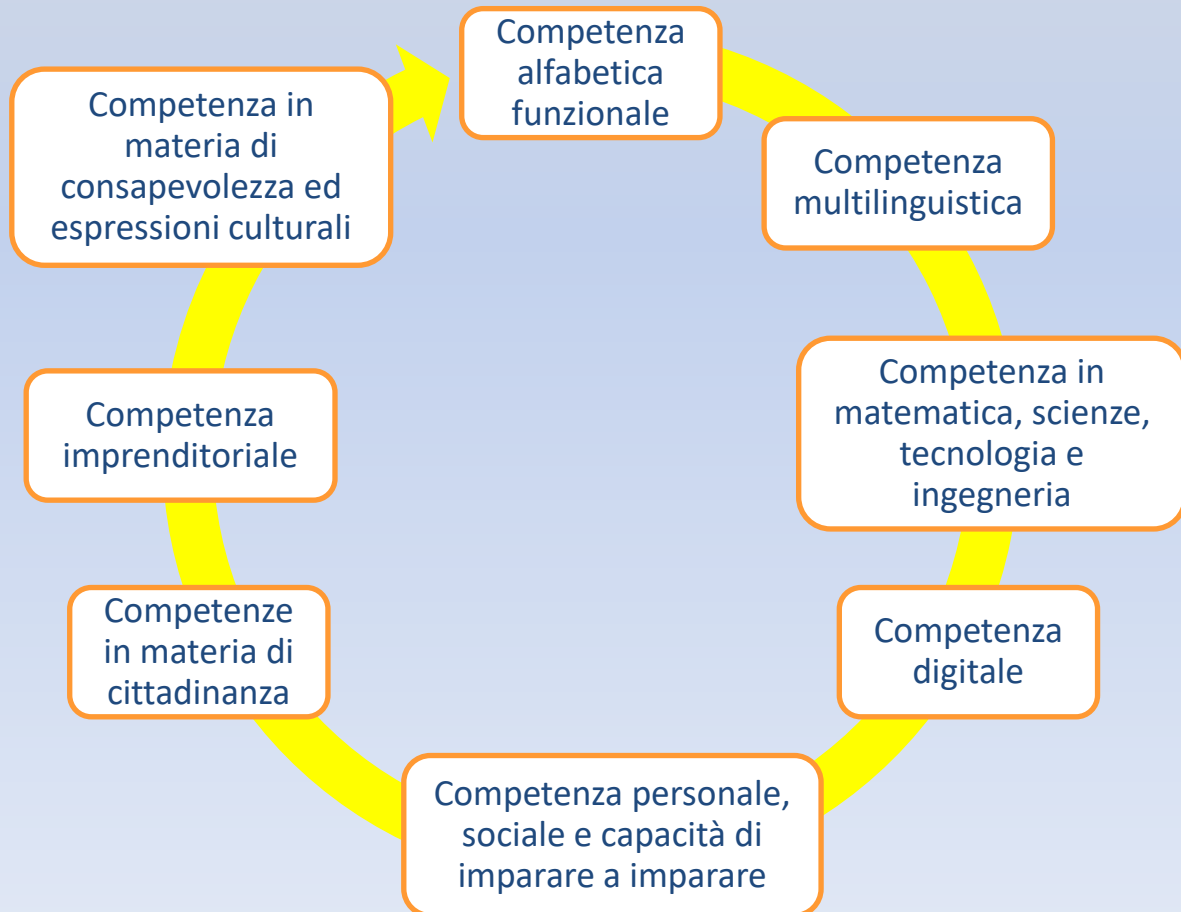 Competenza
alfabetica
funzionale
Competenza
multilinguistica
Competenza in
matematica, scienze,
tecnologia e
ingegneria
Competenza
digitale
Competenza personale,
sociale e capacità di
imparare a imparare
Competenze
in materia di
cittadinanza
Competenza
imprenditoriale
Competenza in
materia di
consapevolezza ed
espressioni culturali